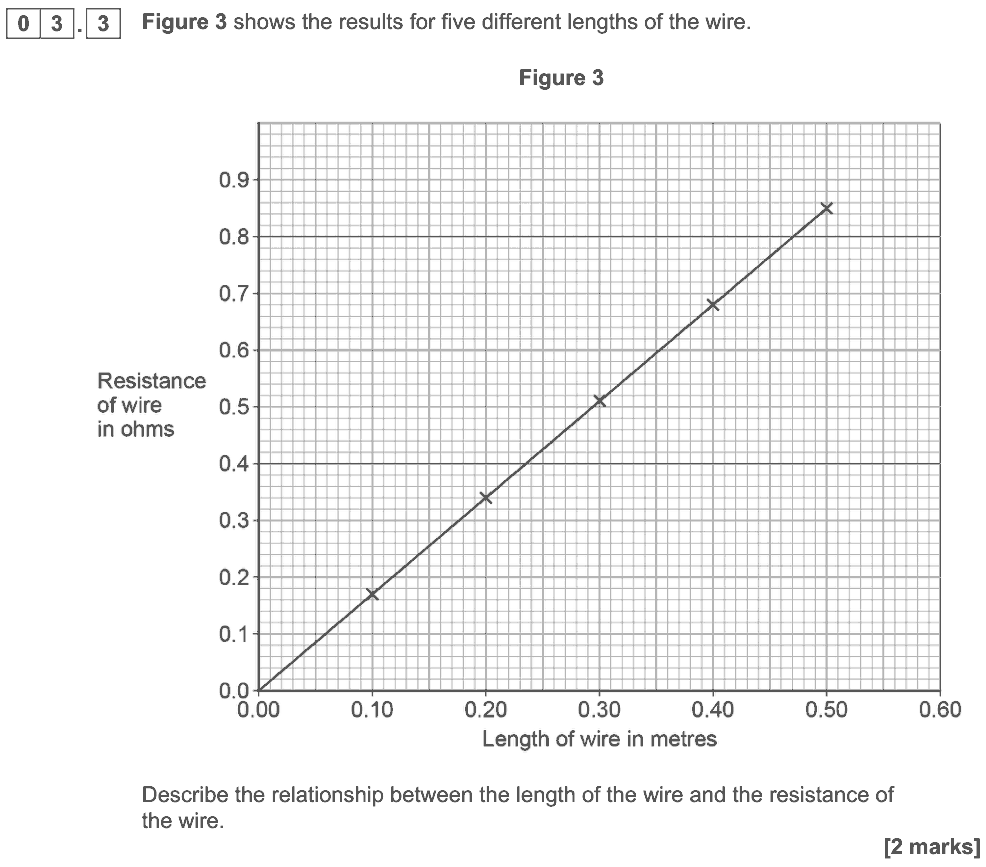 0 3 . 3 Figure 3 shows the results for five different lengths of the wire.
Figure 3
0.9
0.8
0.7
0.6
Resistance
of wire
in ohms
0.5
0.4
0.3
0.2
0.1
0.0
0.00 0.10 0.20 0.30 0.40 0.50 0.60
Length of wire in metres
Describe the relationship between the length of the wire and the resistance of
the wire.
[2 marks]